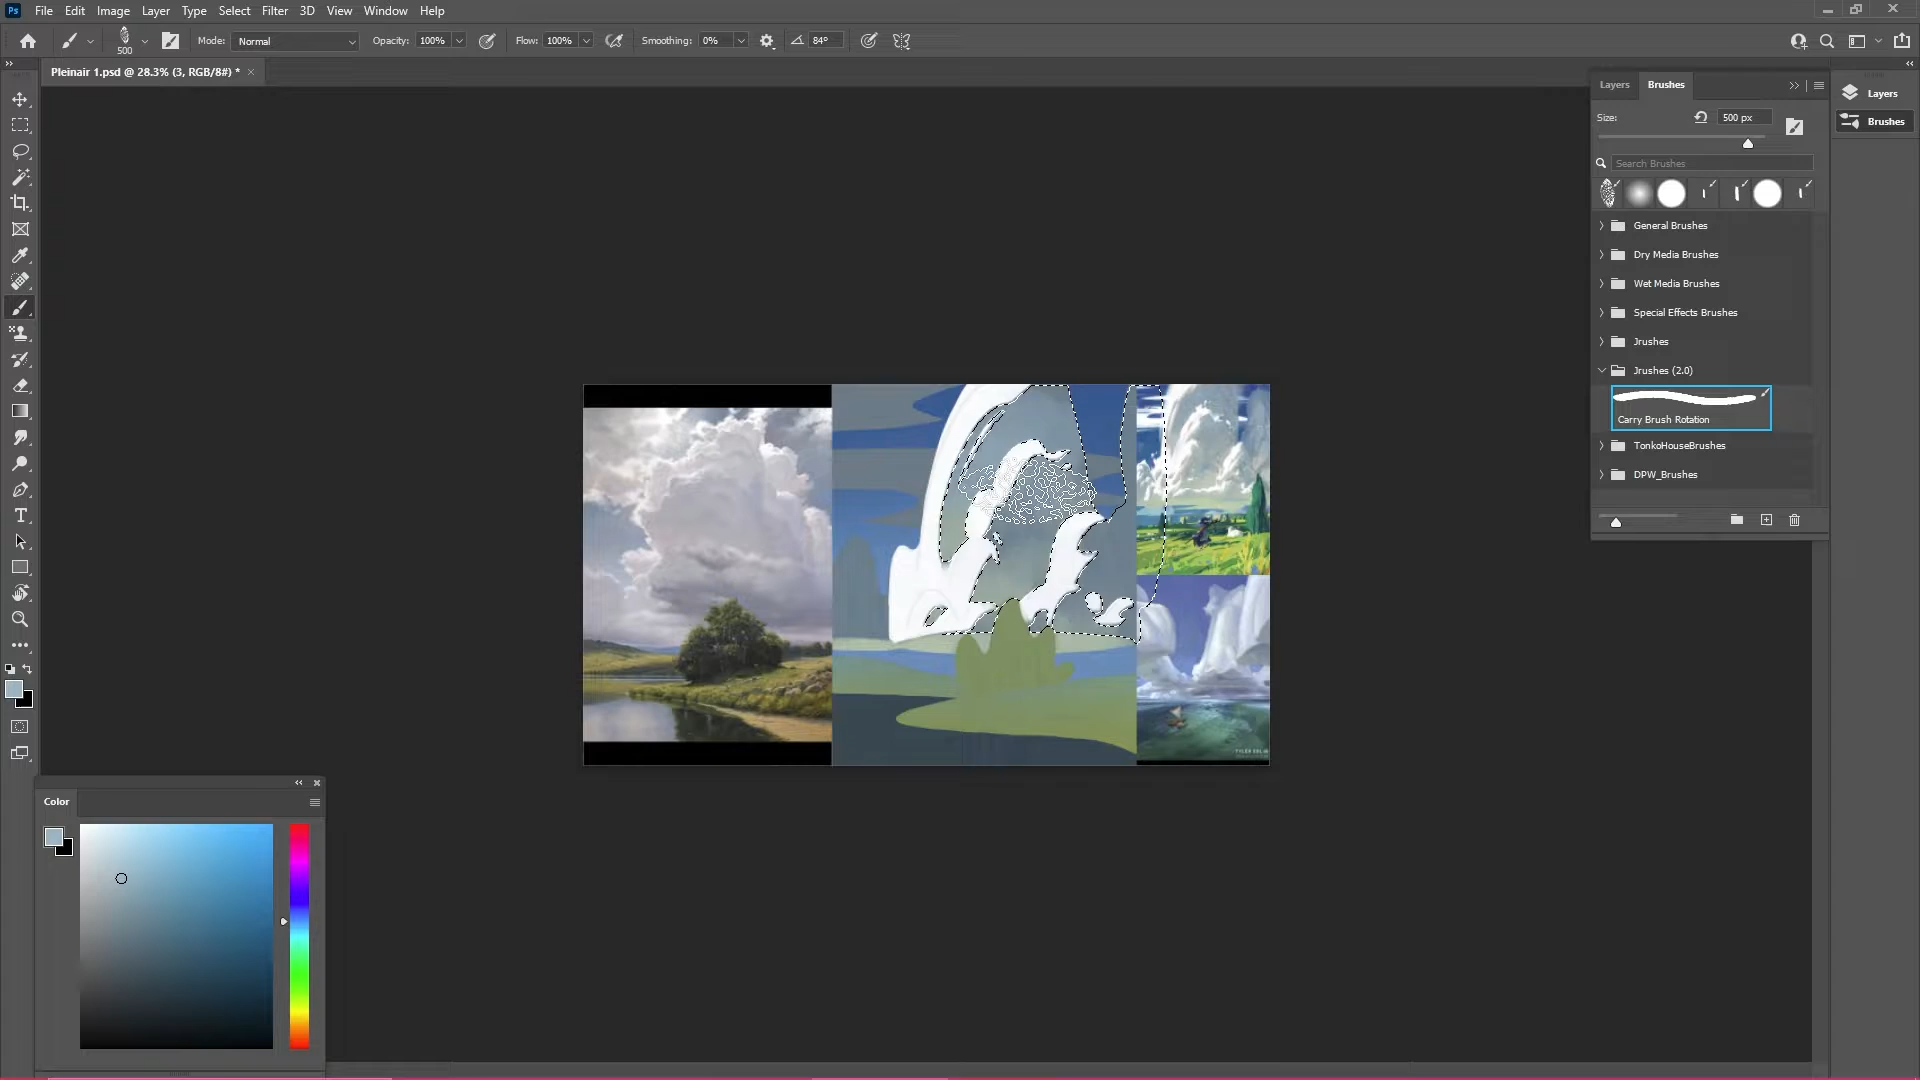 Ps File Edit Image Layer Type Select Filter 3D View Window Help
500 Mode: Normal Opacity: 100% Flow: 100% Smoothing: 0% 84°
Pleinair 1.psd @ 28.3% (3, RGB/8#) * ×
Layers Brushes
Size: 500 px
Search Brushes
General Brushes
Dry Media Brushes
Wet Media Brushes
Special Effects Brushes
Jrushes
Jrushes (2.0)
Carry Brush Rotation
TonkoHouseBrushes
DPW_Brushes
Layers
Brushes
T
Color